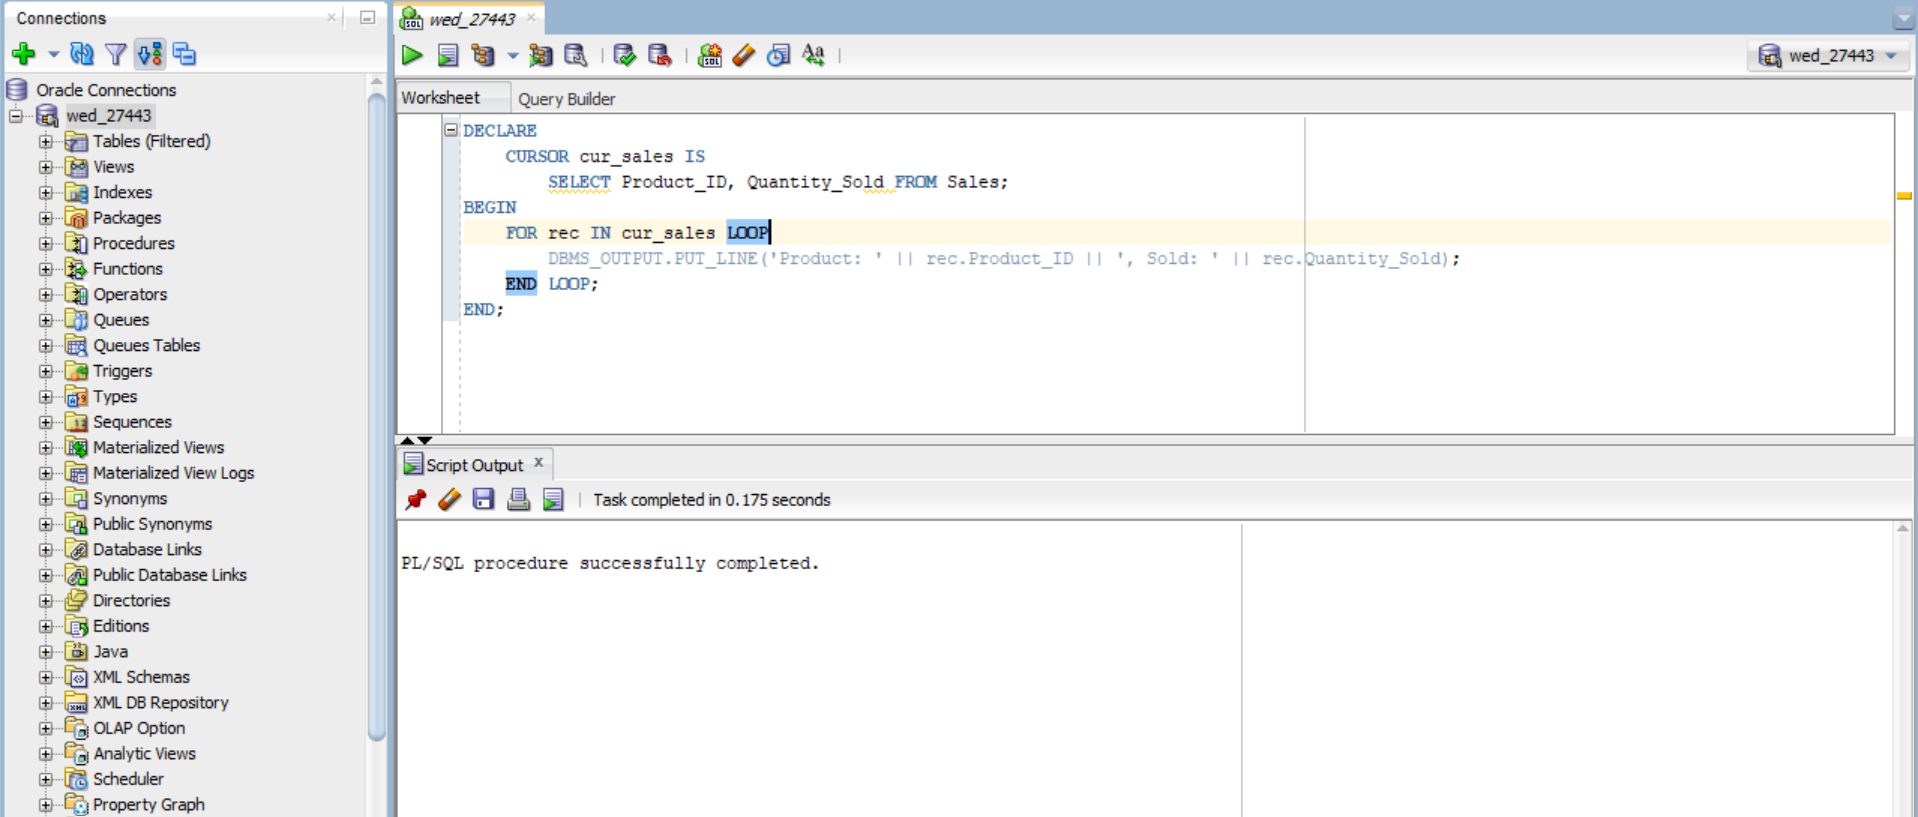 Connections
Oracle Connections
wed_27443
Tables (Filtered)
Views
Indexes
Packages
Procedures
Functions
Operators
Queues
Queues Tables
Triggers
Types
Sequences
Materialized Views
Materialized View Logs
Synonyms
Public Synonyms
Database Links
Public Database Links
Directories
Editions
Java
XML Schemas
XML DB Repository
OLAP Option
Analytic Views
Scheduler
Property Graph
wed_27443
wed_27443
Worksheet Query Builder
DECLARE
    CURSOR cur_sales IS
        SELECT Product_ID, Quantity_Sold FROM Sales;
BEGIN
    FOR rec IN cur_sales LOOP
        DBMS_OUTPUT.PUT_LINE('Product: ' || rec.Product_ID || ', Sold: ' || rec.Quantity_Sold);
    END LOOP;
END;
Script Output x
Task completed in 0.175 seconds
PL/SQL procedure successfully completed.